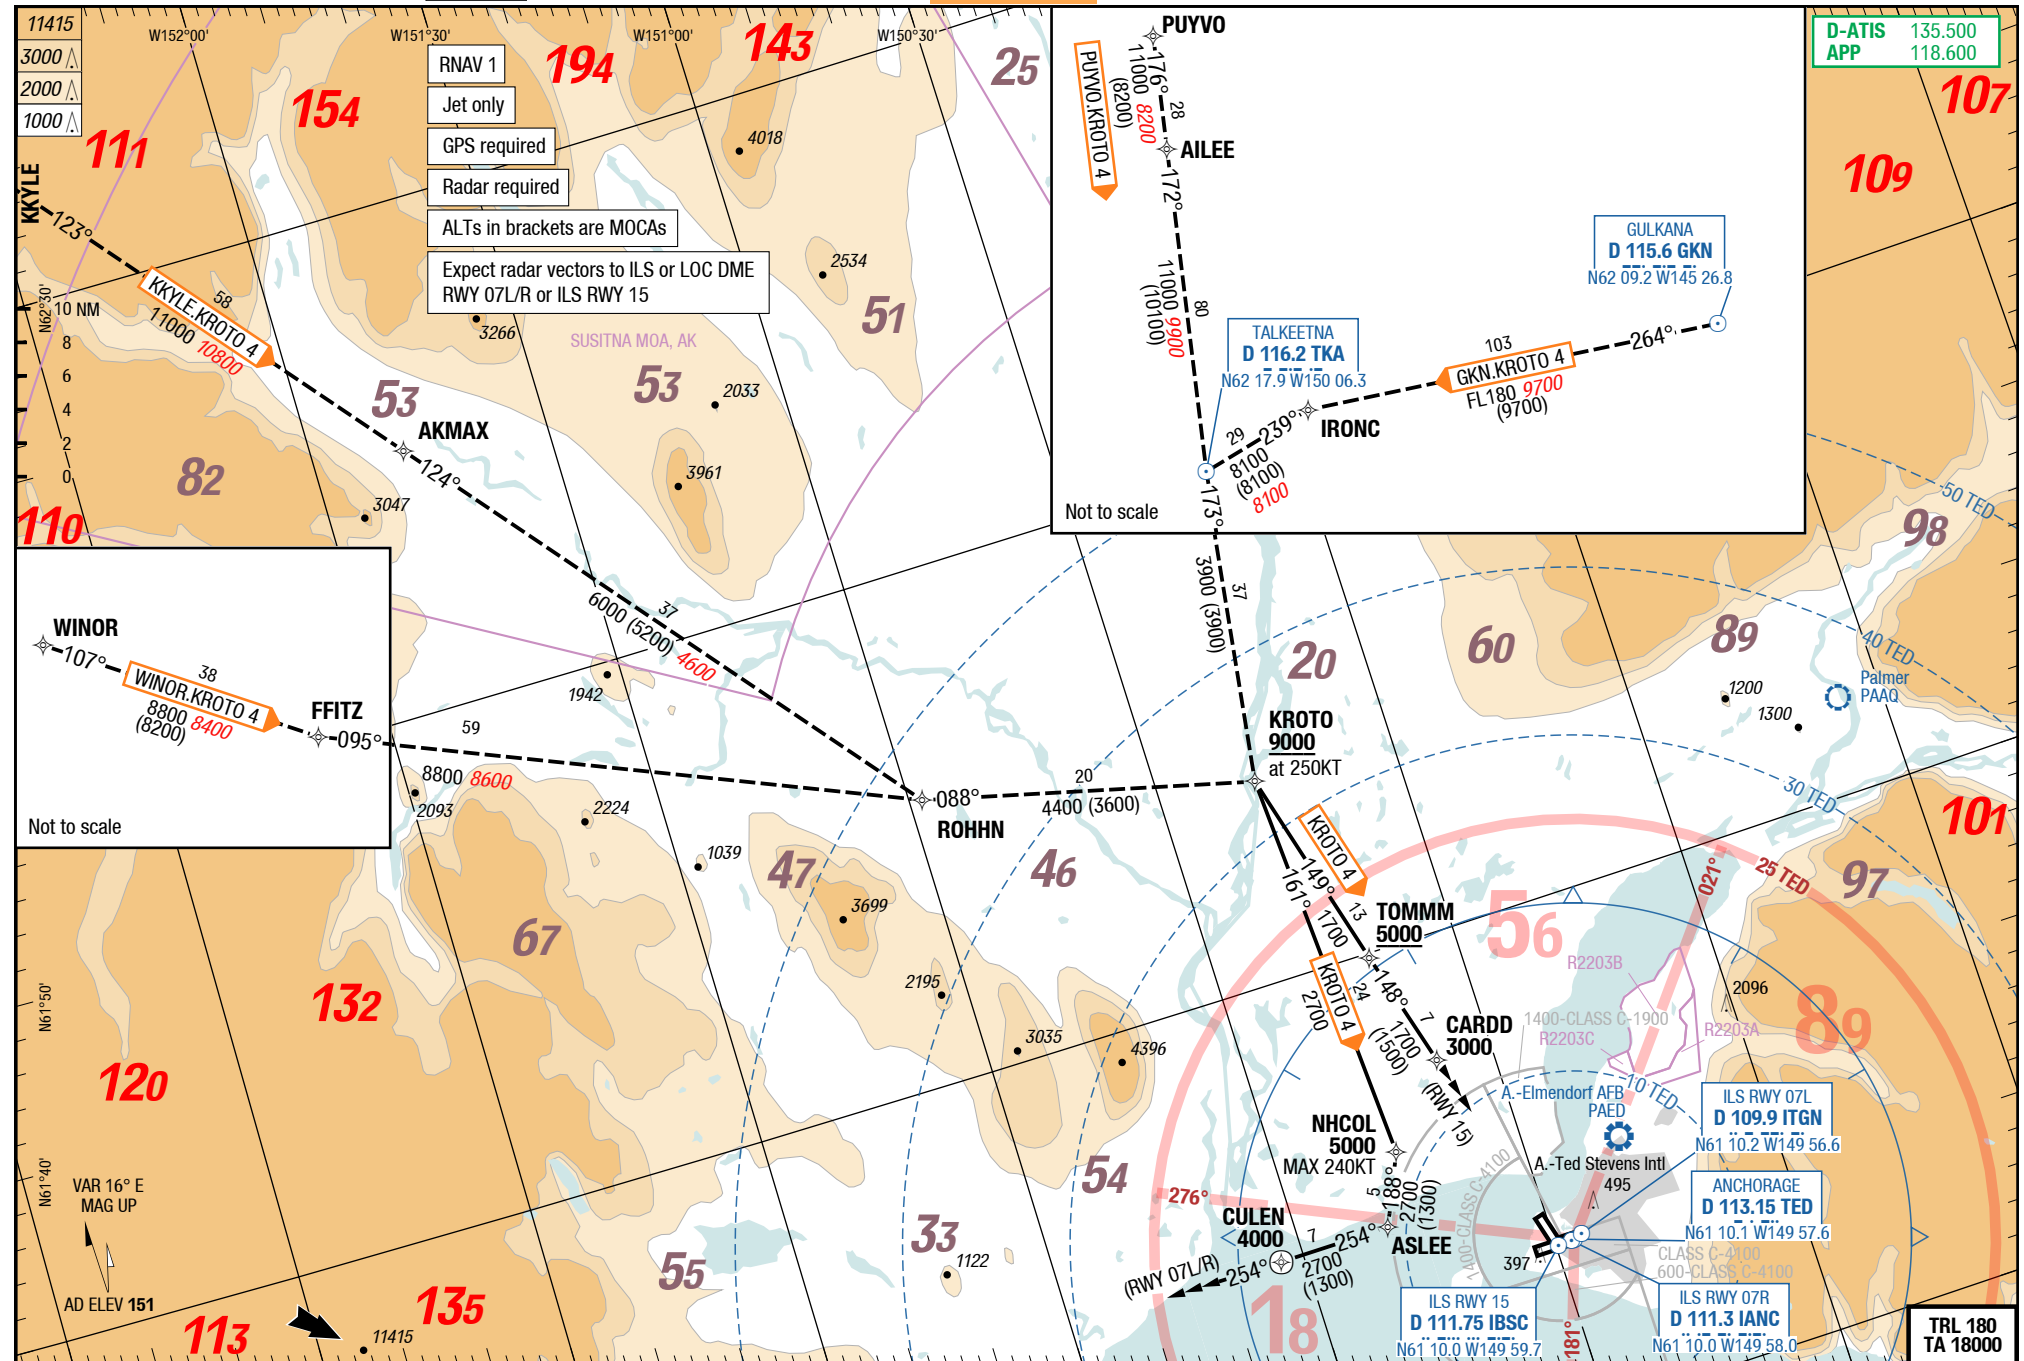 11415
3000
2000
1000
W152°00'
W151°30'
W151°00'
W150°30'
RNAV 1
Jet only
GPS required
Radar required
ALTs in brackets are MOCAs
Expect radar vectors to ILS or LOC DME
RWY 07L/R or ILS RWY 15
D-ATIS 135.500
APP 118.600
111
154
194
143
25
107
109
4018
2534
3266
51
SUSITNA MOA, AK
53
2033
3961
53
82
3047
110
KKYLE
123°
KKYLE.KROTO 4
58
11000 10800
N62°30'
10 NM
8
6
4
2
0
AKMAX
124°
37
6000 (5200) 4600
PUYVO
176°
28
11000 8200
(8200)
PUYVO.KROTO 4
AILEE
172°
80
11000 9900
(10100)
TALKEETNA
D 116.2 TKA
N62 17.9 W150 06.3
GULKANA
D 115.6 GKN
N62 09.2 W145 26.8
264°
103
GKN.KROTO 4
FL180 9700
(9700)
IRONC
239°
29
8100
(8100)
8100
Not to scale
173°
37
3900 (3900)
50 TED
98
89
60
20
40 TED
Palmer
PAAQ
1200
1300
30 TED
101
WINOR
107°
38
WINOR.KROTO 4
8800 8400
(8200)
FFITZ
095°
Not to scale
59
8800 8600
2093
2224
1942
1039
ROHHN
088°
20
4400 (3600)
KROTO
9000
at 250KT
47
3699
46
2195
3035
4396
67
132
120
N61°50'
N61°40'
KROTO 4
149°
13
1700
161°
KROTO 4
24
2700
TOMMM
5000
148°
7
1700
(1500)
CARDD
3000
(RWY 15)
56
021°
25 TED
97
R2203B
R2203C
R2203A
1400-CLASS C-1900
2096
89
10 TED
A.-Elmendorf AFB
PAED
ILS RWY 07L
D 109.9 ITGN
N61 10.2 W149 56.6
A.-Ted Stevens Intl
495
ANCHORAGE
D 113.15 TED
N61 10.1 W149 57.6
CLASS C-4100
600-CLASS C-4100
397
1400-CLASS C-4100
NHCOL
5000
MAX 240KT
188°
5
2700
(1300)
ASLEE
254°
7
2700
(1300)
CULEN
4000
254°
(RWY 07L/R)
276°
54
33
55
1122
18
181°
ILS RWY 15
D 111.75 IBSC
N61 10.0 W149 59.7
ILS RWY 07R
D 111.3 IANC
N61 10.0 W149 58.0
VAR 16° E
MAG UP
AD ELEV 151
113
135
11415
TRL 180
TA 18000